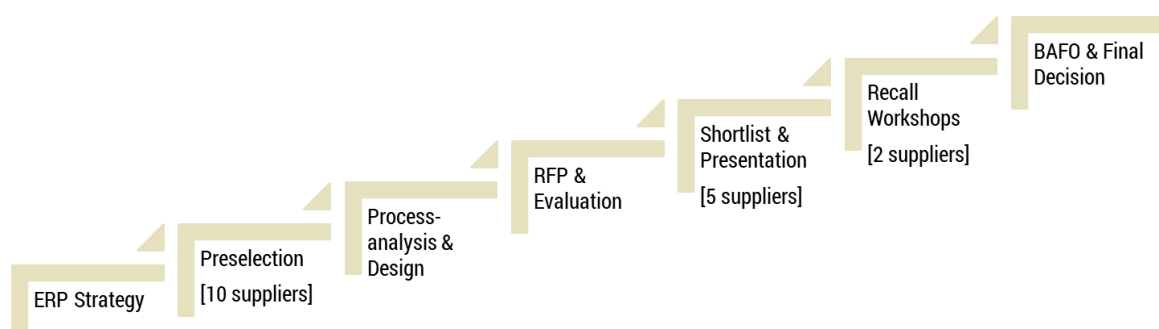 ERP Strategy
Preselection
[10 suppliers]
Process-
analysis &
Design
RFP &
Evaluation
Shortlist &
Presentation
[5 suppliers]
Recall
Workshops
[2 suppliers]
BAFO & Final
Decision